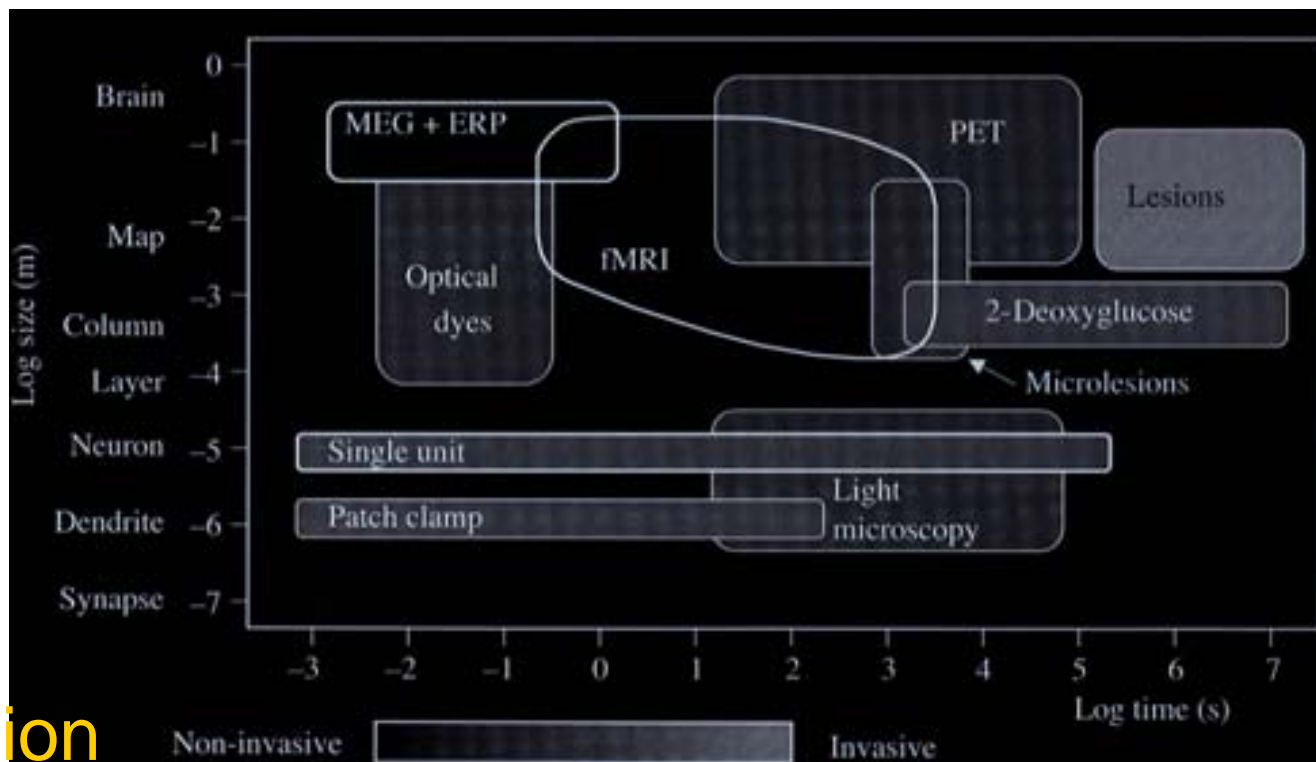 0
Brain
MEG + ERP
PET
–1
Lesions
–2
Map
Optical
dyes
fMRI
–3
2-Deoxyglucose
Column
Layer
–4
Microlesions
Log size (m)
Neuron
–5
Single unit
Light
microscopy
Dendrite
–6
Patch clamp
Synapse
–7
–3 –2 –1 0 1 2 3 4 5 6 7
Log time (s)
ion
Non-invasive
Invasive